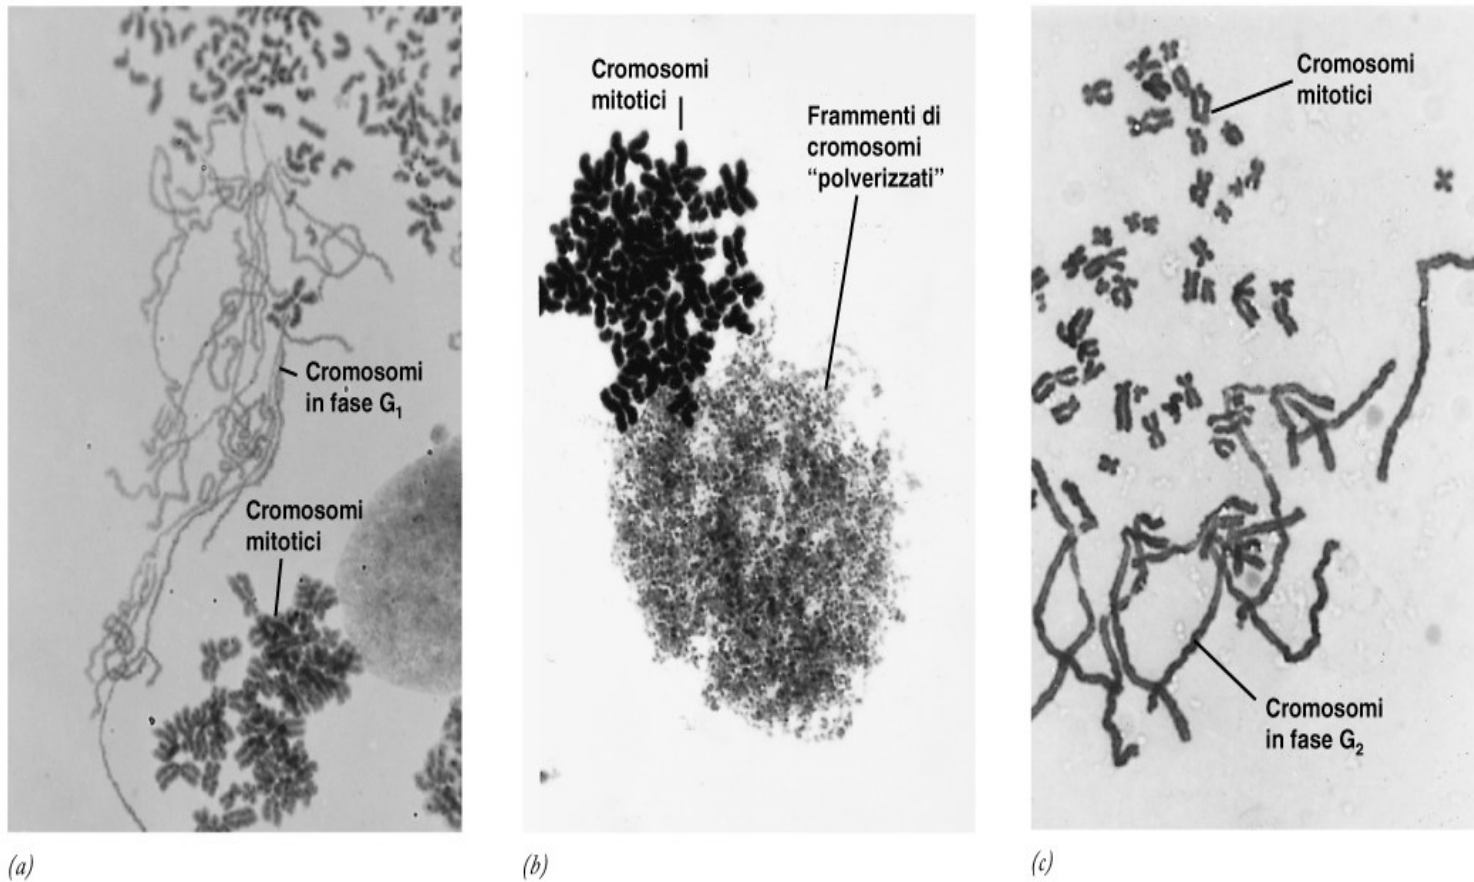 Cromosomi
in fase G₁
Cromosomi
mitotici
(a)
Cromosomi
mitotici
Frammenti di
cromosomi
“polverizzati”
(b)
Cromosomi
mitotici
Cromosomi
in fase G₂
(c)